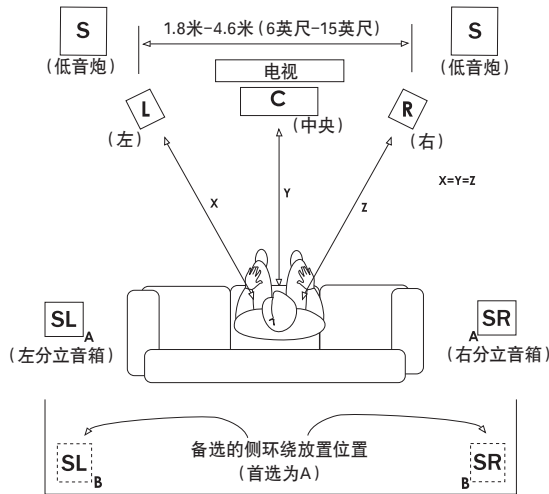 S
1.8米-4.6米(6英尺-15英尺)
S
(低音炮)
(低音炮)
电视
L
C
R
(左)
(中央)
(右)
X=Y=Z
X
Y
Z
SL
A
(左分立音箱)
SR
A
(右分立音箱)
备选的侧环绕放置位置
(首选为A)
SL
B
SR
B